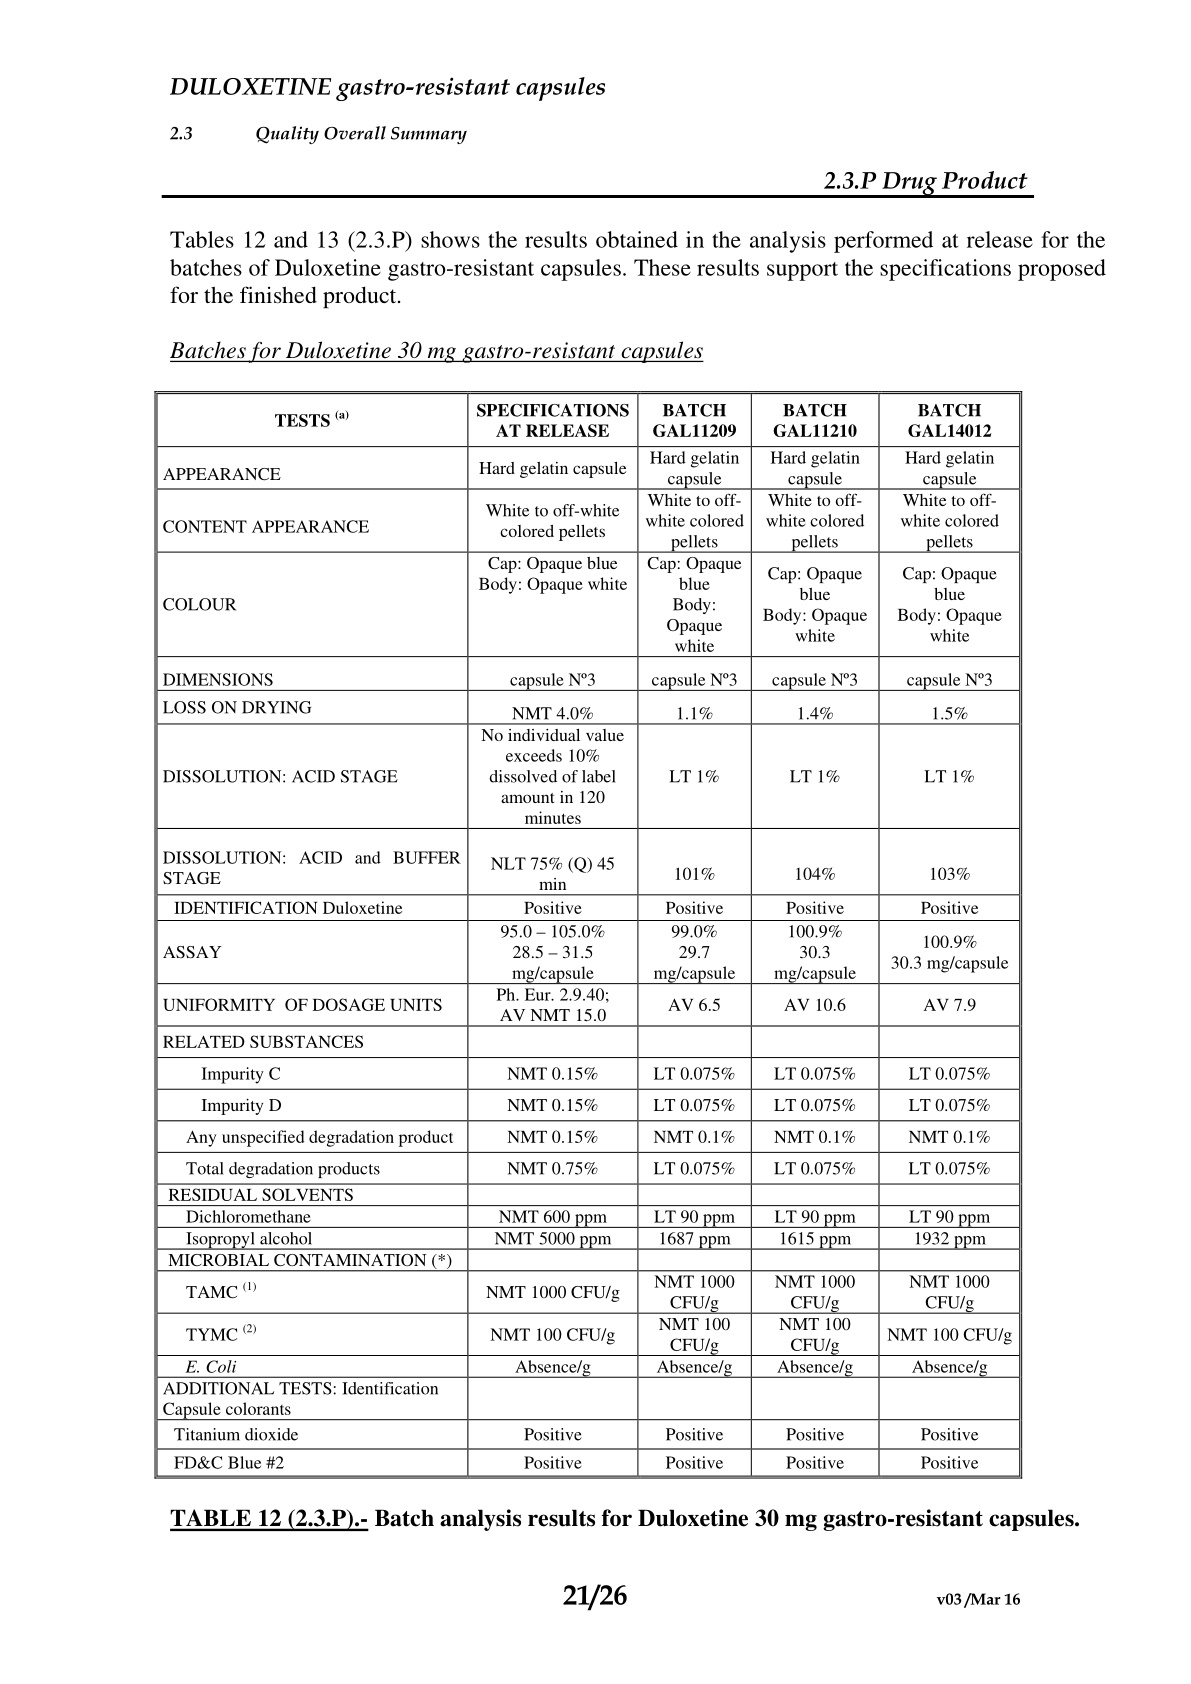 DULOXETINE gastro-resistant capsules
2.3 Quality Overall Summary
2.3.P Drug Product
Tables 12 and 13 (2.3.P) shows the results obtained in the analysis performed at release for the
batches of Duloxetine gastro-resistant capsules. These results support the specifications proposed
for the finished product.
Batches for Duloxetine 30 mg gastro-resistant capsules
TESTS (a) SPECIFICATIONS AT RELEASE BATCH GAL11209 BATCH GAL11210 BATCH GAL14012
APPEARANCE Hard gelatin capsule Hard gelatin capsule Hard gelatin capsule Hard gelatin capsule
CONTENT APPEARANCE White to off-white colored pellets White to off-white colored pellets White to off-white colored pellets White to off-white colored pellets
COLOUR Cap: Opaque blue Body: Opaque white Cap: Opaque blue Body: Opaque white Cap: Opaque blue Body: Opaque white Cap: Opaque blue Body: Opaque white
DIMENSIONS capsule Nº3 capsule Nº3 capsule Nº3 capsule Nº3
LOSS ON DRYING NMT 4.0% 1.1% 1.4% 1.5%
DISSOLUTION: ACID STAGE No individual value exceeds 10% dissolved of label amount in 120 minutes LT 1% LT 1% LT 1%
DISSOLUTION: ACID and BUFFER STAGE NLT 75% (Q) 45 min 101% 104% 103%
IDENTIFICATION Duloxetine Positive Positive Positive Positive
ASSAY 95.0 – 105.0% 28.5 – 31.5 mg/capsule 99.0% 29.7 mg/capsule 100.9% 30.3 mg/capsule 100.9% 30.3 mg/capsule
UNIFORMITY OF DOSAGE UNITS Ph. Eur. 2.9.40; AV NMT 15.0 AV 6.5 AV 10.6 AV 7.9
RELATED SUBSTANCES
Impurity C NMT 0.15% LT 0.075% LT 0.075% LT 0.075%
Impurity D NMT 0.15% LT 0.075% LT 0.075% LT 0.075%
Any unspecified degradation product NMT 0.15% NMT 0.1% NMT 0.1% NMT 0.1%
Total degradation products NMT 0.75% LT 0.075% LT 0.075% LT 0.075%
RESIDUAL SOLVENTS
Dichloromethane NMT 600 ppm LT 90 ppm LT 90 ppm LT 90 ppm
Isopropyl alcohol NMT 5000 ppm 1687 ppm 1615 ppm 1932 ppm
MICROBIAL CONTAMINATION (*)
TAMC (1) NMT 1000 CFU/g NMT 1000 CFU/g NMT 1000 CFU/g NMT 1000 CFU/g
TYMC (2) NMT 100 CFU/g NMT 100 CFU/g NMT 100 CFU/g NMT 100 CFU/g
E. Coli Absence/g Absence/g Absence/g Absence/g
ADDITIONAL TESTS: Identification Capsule colorants
Titanium dioxide Positive Positive Positive Positive
FD&C Blue #2 Positive Positive Positive Positive
TABLE 12 (2.3.P).- Batch analysis results for Duloxetine 30 mg gastro-resistant capsules.
21/26 v03 /Mar 16